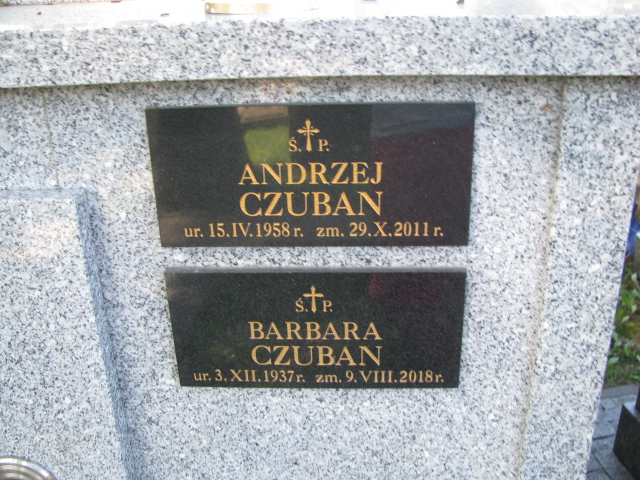 Ś. P.
ANDRZEJ
CZUBAN
ur. 15.IV.1958 r. zm. 29.X.2011 r.
Ś. P.
BARBARA
CZUBAN
ur. 3.XII.1937 r. zm. 9.VIII.2018 r.